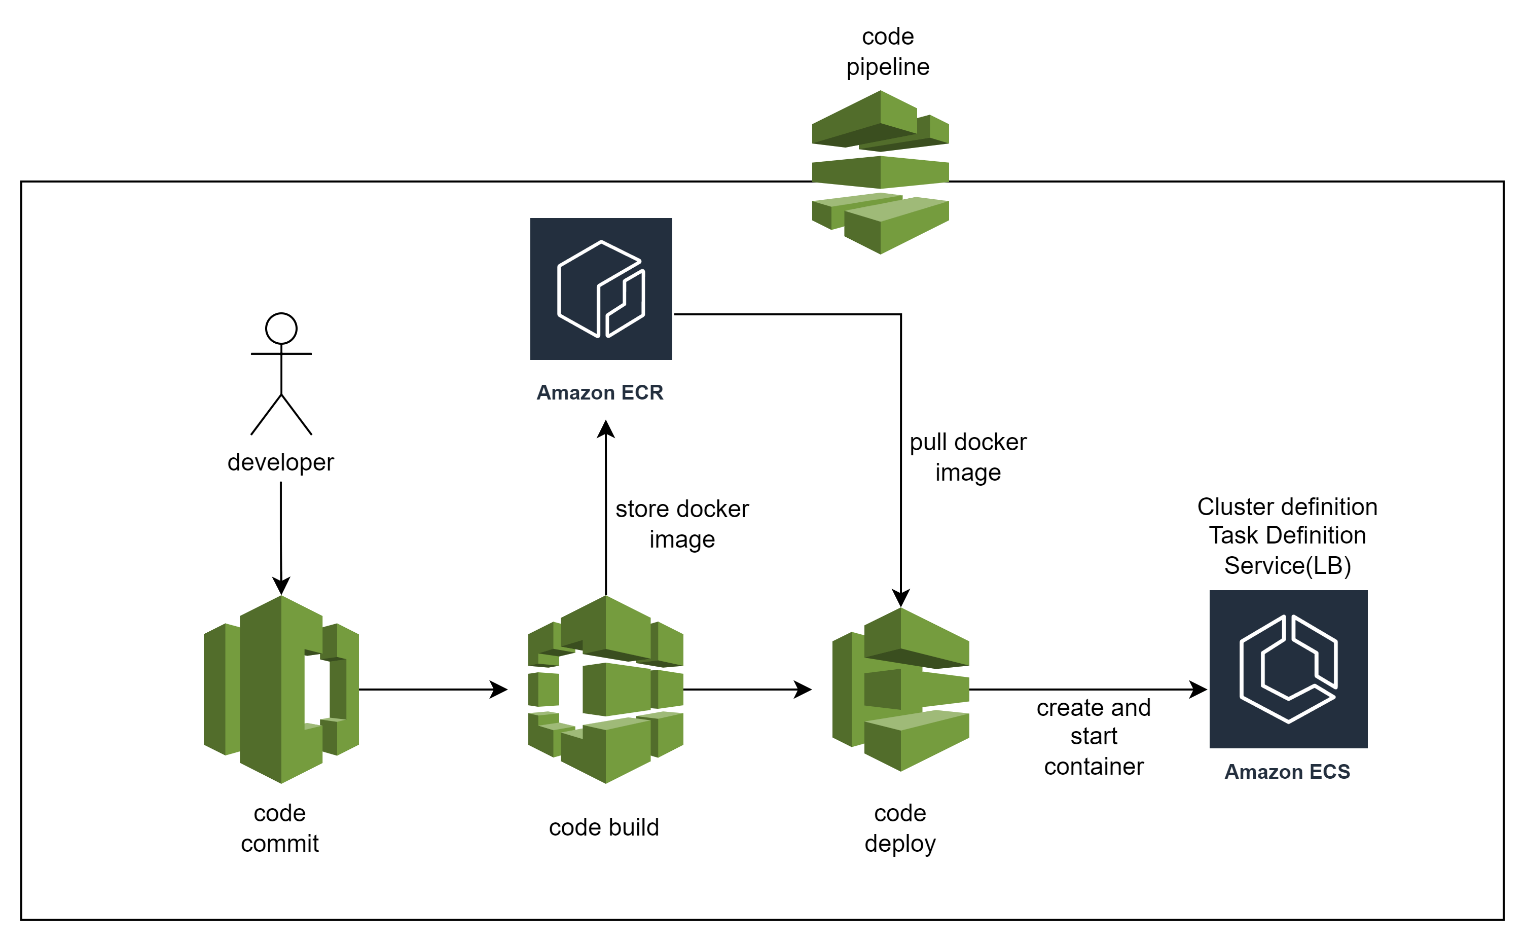 code
pipeline
Amazon ECR
developer
pull docker
image
store docker
image
Cluster definition
Task Definition
Service(LB)
create and
start
container
Amazon ECS
code
commit
code build
code
deploy